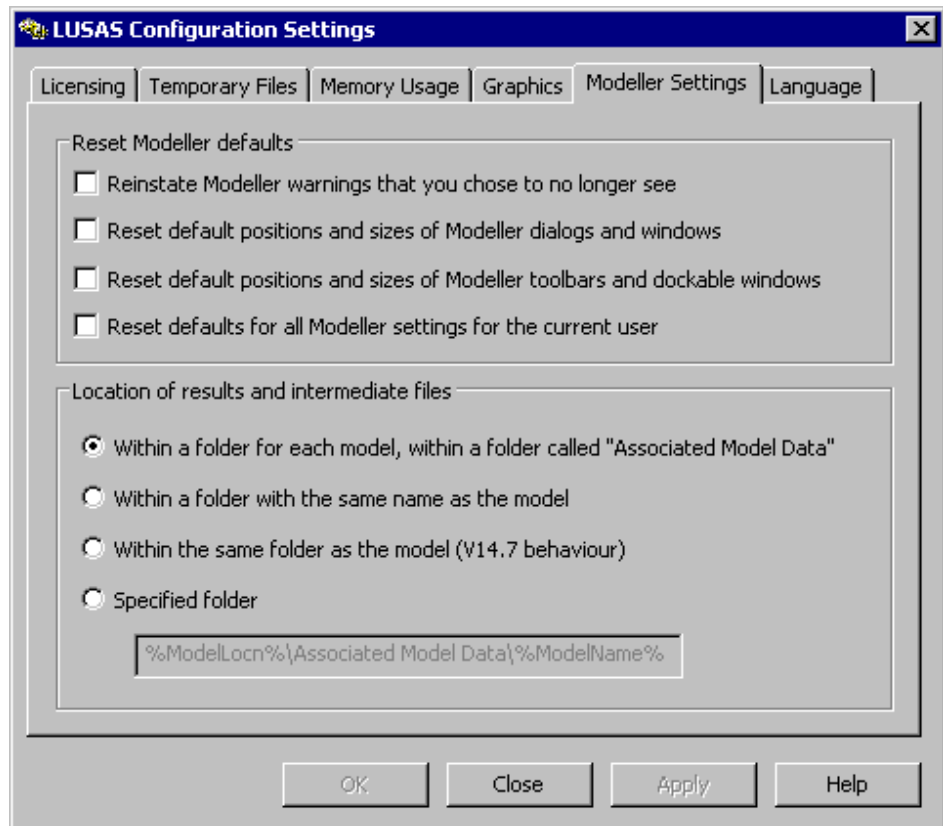 LUSAS Configuration Settings
Licensing
Temporary Files
Memory Usage
Graphics
Modeller Settings
Language
Reset Modeller defaults
Reinstate Modeller warnings that you chose to no longer see
Reset default positions and sizes of Modeller dialogs and windows
Reset default positions and sizes of Modeller toolbars and dockable windows
Reset defaults for all Modeller settings for the current user
Location of results and intermediate files
Within a folder for each model, within a folder called "Associated Model Data"
Within a folder with the same name as the model
Within the same folder as the model (V14.7 behaviour)
Specified folder
%ModelLocn%\Associated Model Data\%ModelName%
OK
Close
Apply
Help